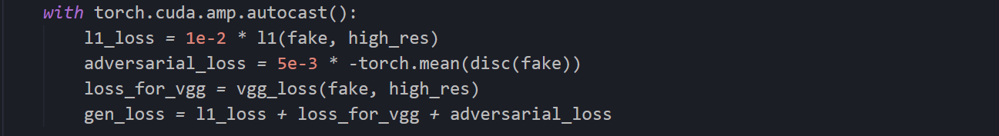 with torch.cuda.amp.autocast():
l1_loss = 1e-2 * l1(fake, high_res)
adversarial_loss = 5e-3 * -torch.mean(disc(fake))
loss_for_vgg = vgg_loss(fake, high_res)
gen_loss = l1_loss + loss_for_vgg + adversarial_loss